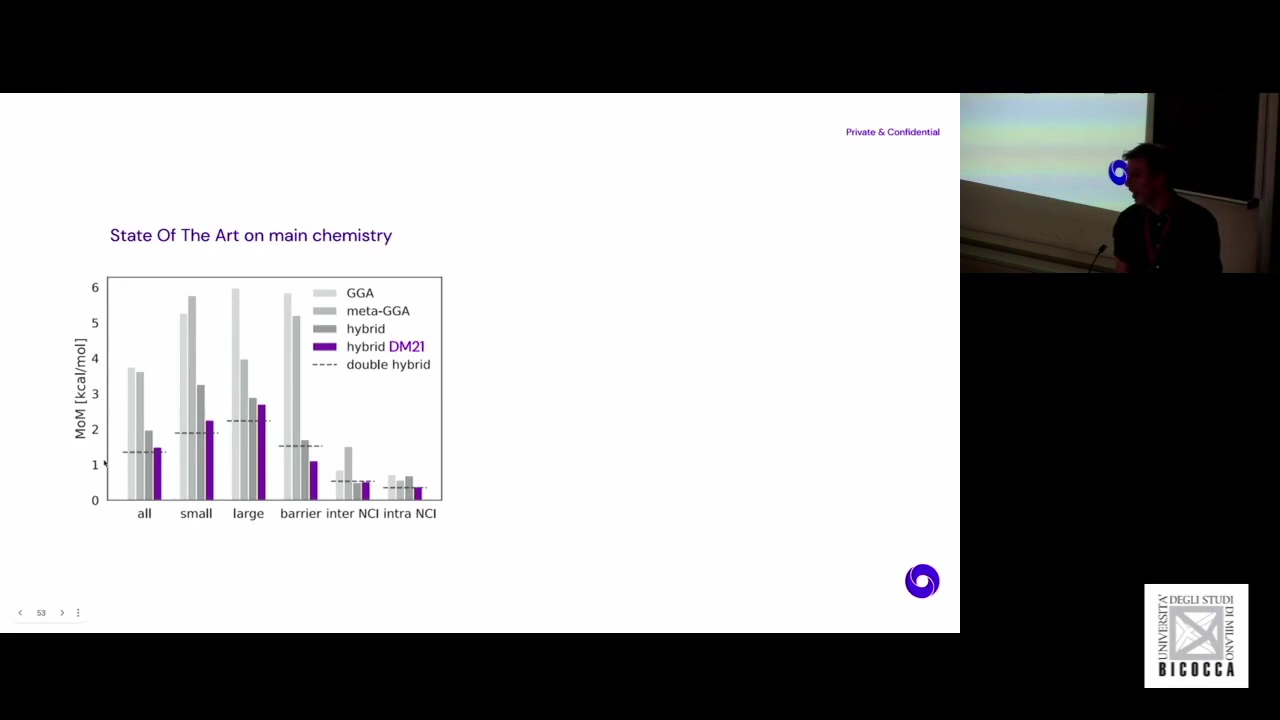 Private & Confidential
State Of The Art on main chemistry
MoM [kcal/mol]
6
5
4
3
2
1
0
GGA
meta-GGA
hybrid
hybrid DM21
double hybrid
all small large barrier inter NCI intra NCI
53
UNIVERSITA'
DEGLI STUDI
DI MILANO
BICOCCA